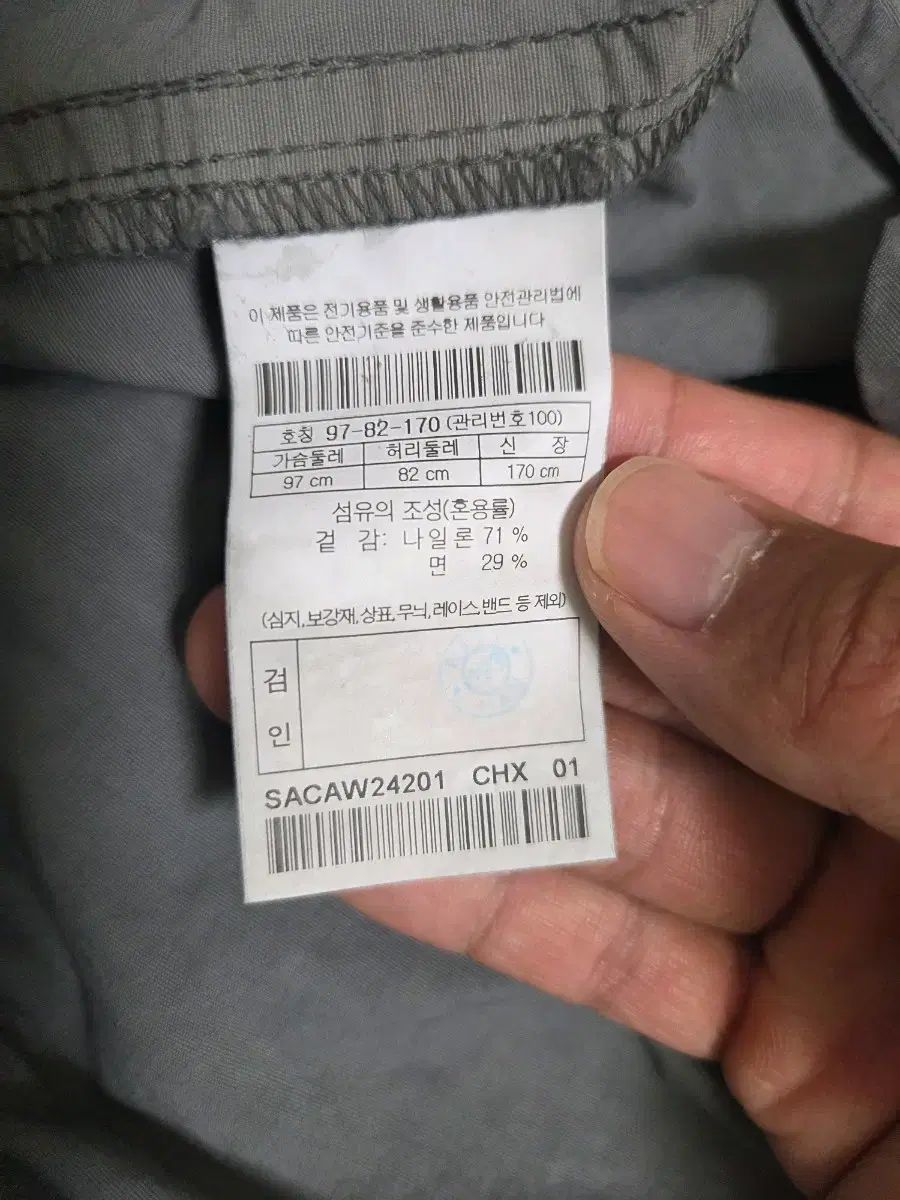 이 제품은 전기용품 및 생활용품 안전관리법에
따른 안전기준을 준수한 제품입니다
호칭 97-82-170 (관리번호100)
가슴둘레 허리둘레 신 장
97 cm 82 cm 170 cm
섬유의 조성(혼용률)
겉 감: 나일론 71 %
면 29 %
(심지,보강재,상표,무늬,레이스,밴드 등 제외)
검
인
SACAW24201 CHX 01